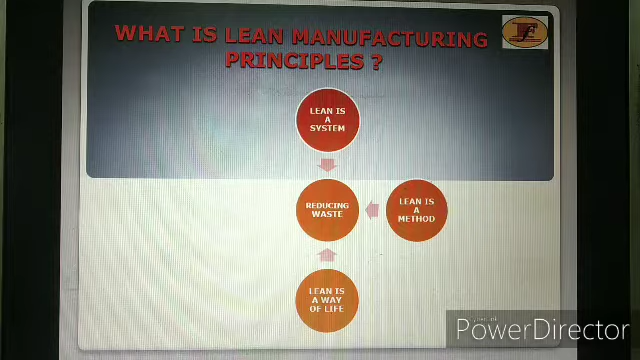 WHAT IS LEAN MANUFACTURING
PRINCIPLES ?
LEAN IS
A
SYSTEM
REDUCING
WASTE
LEAN IS
A
METHOD
LEAN IS
A WAY
OF LIFE
PowerDirector